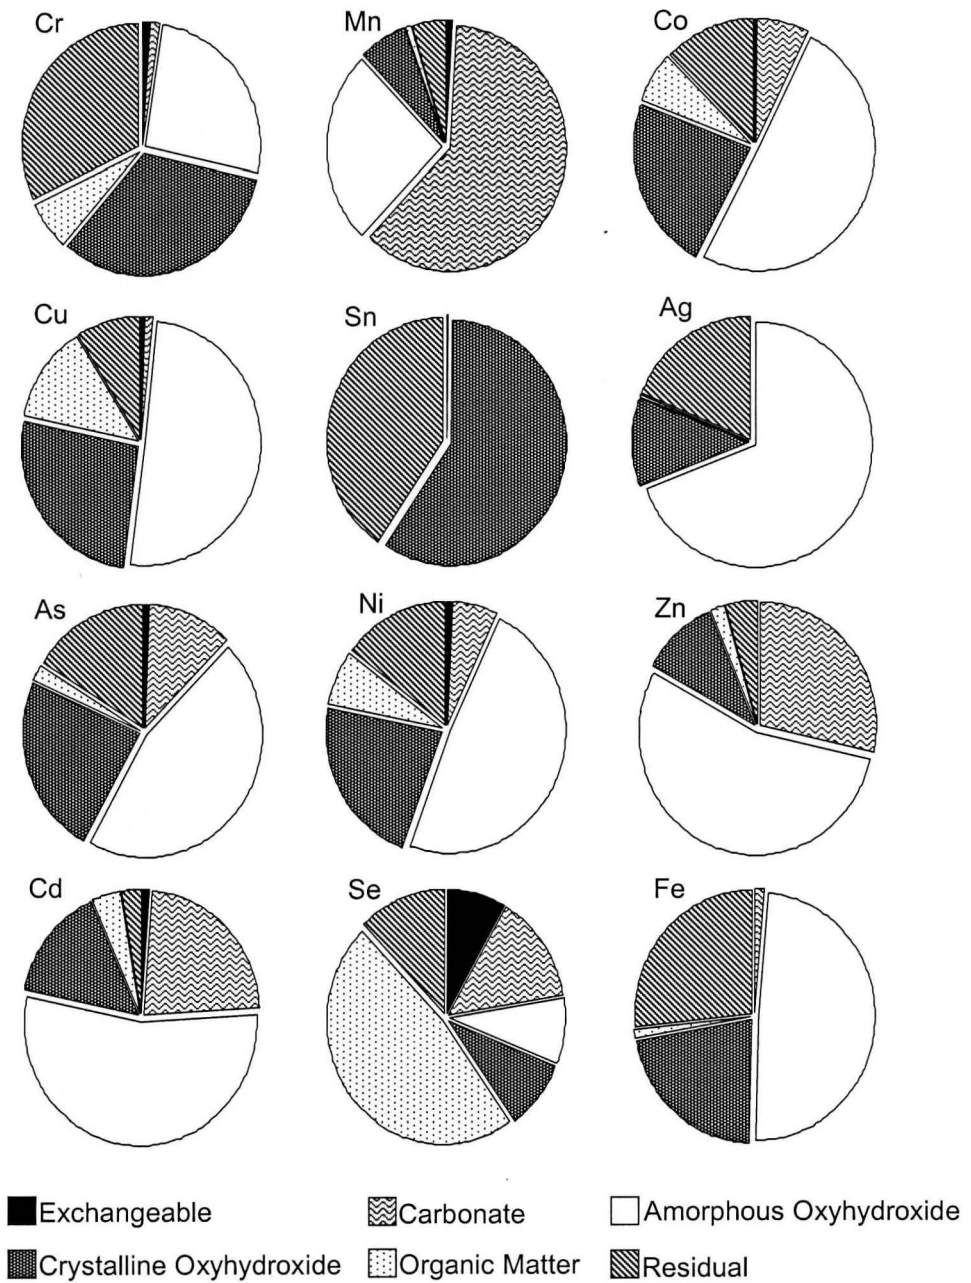 Cr Mn Co
Cu Sn Ag
As Ni Zn
Cd Se Fe
Exchangeable Carbonate Amorphous Oxyhydroxide
Crystalline Oxyhydroxide Organic Matter Residual